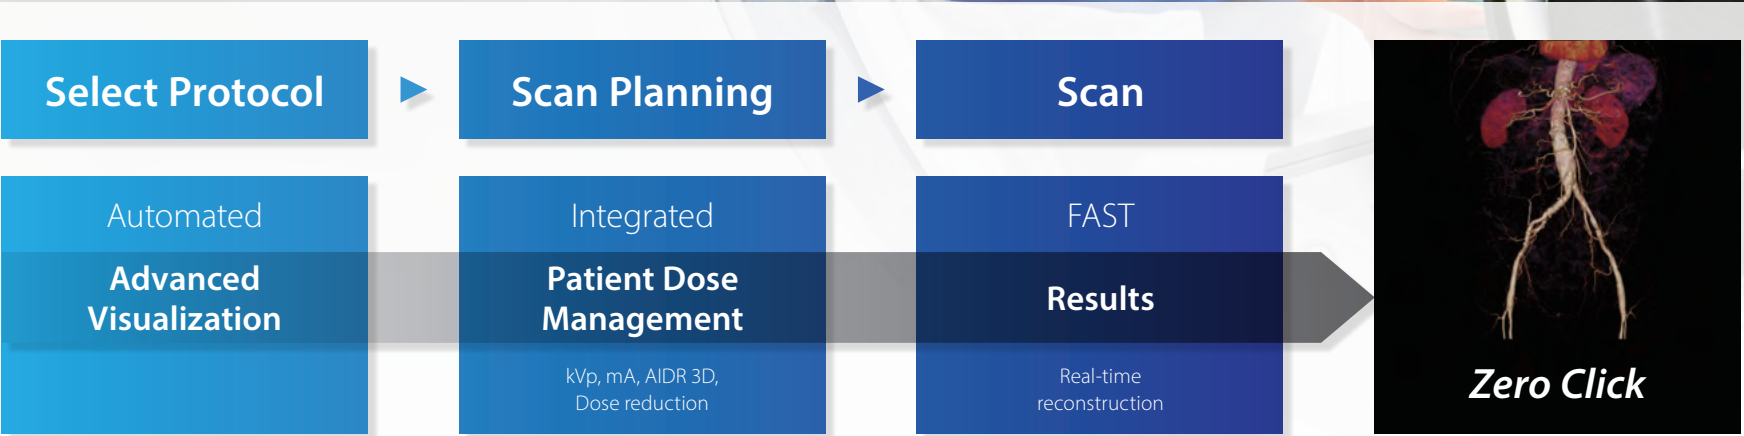 Select Protocol
Scan Planning
Scan
Automated
Advanced
Visualization
Integrated
Patient Dose
Management
kVp, mA, AIDR 3D,
Dose reduction
FAST
Results
Real-time
reconstruction
Zero Click